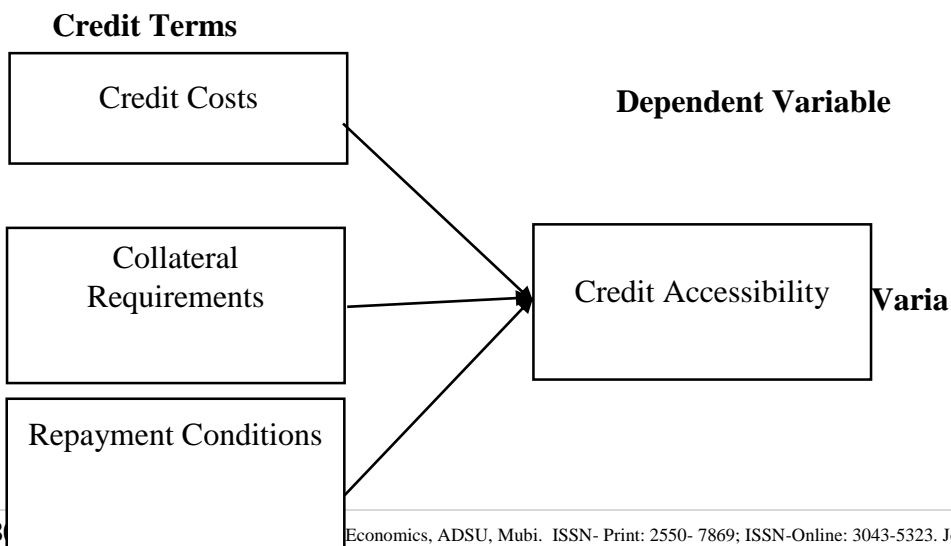 Credit Terms
Credit Costs
Dependent Variable
Collateral
Requirements
Credit Accessibility
Varia
Repayment Conditions
Economics, ADSU, Mubi. ISSN- Print: 2550- 7869; ISSN-Online: 3043-5323.